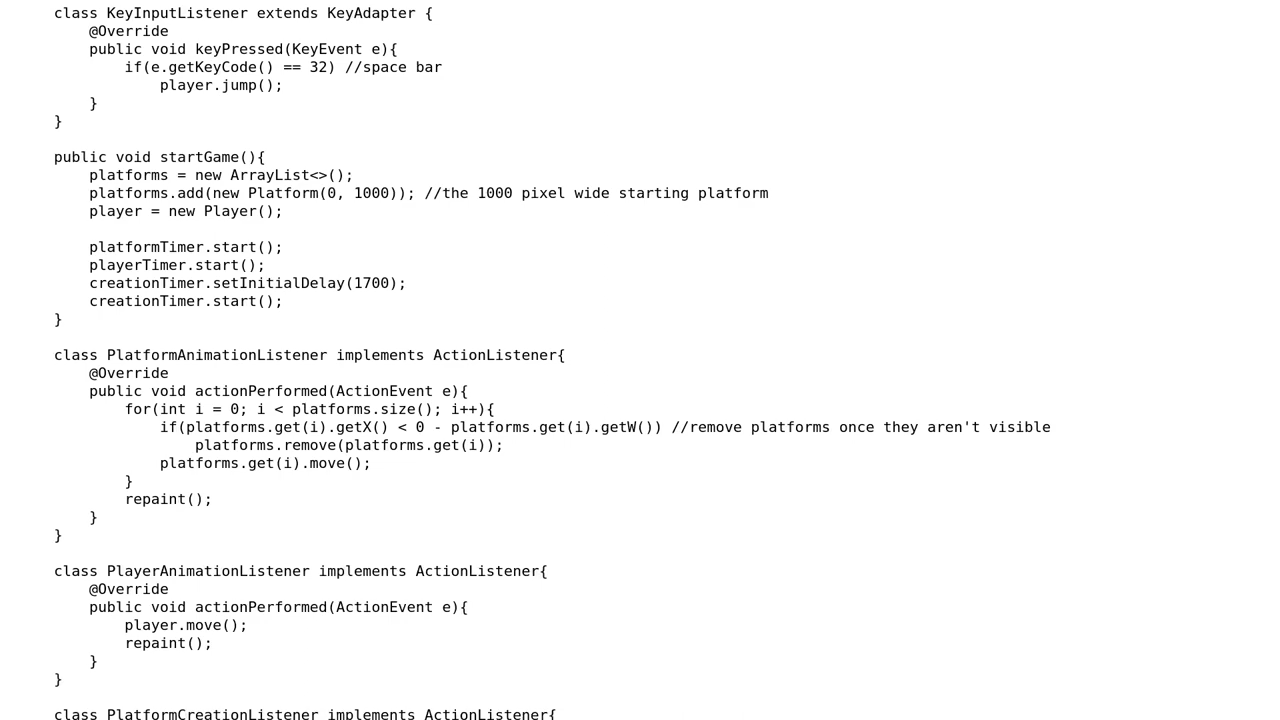 class KeyInputListener extends KeyAdapter {
    @Override
    public void keyPressed(KeyEvent e){
        if(e.getKeyCode() == 32) //space bar
            player.jump();
    }
}

public void startGame(){
    platforms = new ArrayList<>();
    platforms.add(new Platform(0, 1000)); //the 1000 pixel wide starting platform
    player = new Player();

    platformTimer.start();
    playerTimer.start();
    creationTimer.setInitialDelay(1700);
    creationTimer.start();
}

class PlatformAnimationListener implements ActionListener{
    @Override
    public void actionPerformed(ActionEvent e){
        for(int i = 0; i < platforms.size(); i++){
            if(platforms.get(i).getX() < 0 - platforms.get(i).getW()) //remove platforms once they aren't visible
                platforms.remove(platforms.get(i));
            platforms.get(i).move();
        }
        repaint();
    }
}

class PlayerAnimationListener implements ActionListener{
    @Override
    public void actionPerformed(ActionEvent e){
        player.move();
        repaint();
    }
}

class PlatformCreationListener implements ActionListener{